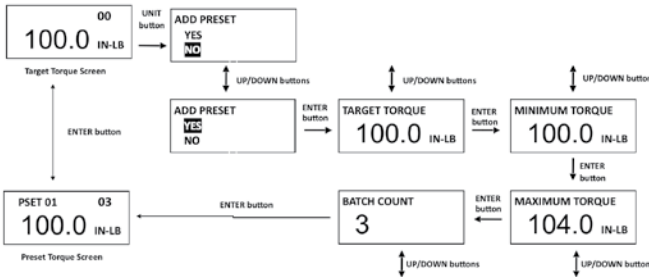 00
100.0 IN-LB
Target Torque Screen
UNIT
button
ADD PRESET
YES
NO
UP/DOWN buttons
UP/DOWN buttons
UP/DOWN button
ADD PRESET
YES
NO
ENTER
button
TARGET TORQUE
100.0 IN-LB
ENTER
button
MINIMUM TORQUE
100.0 IN-LB
ENTER button
ENTER
button
PSET 01 03
100.0 IN-LB
Preset Torque Screen
ENTER button
BATCH COUNT
3
ENTER
button
MAXIMUM TORQUE
104.0 IN-LB
UP/DOWN buttons
UP/DOWN buttons